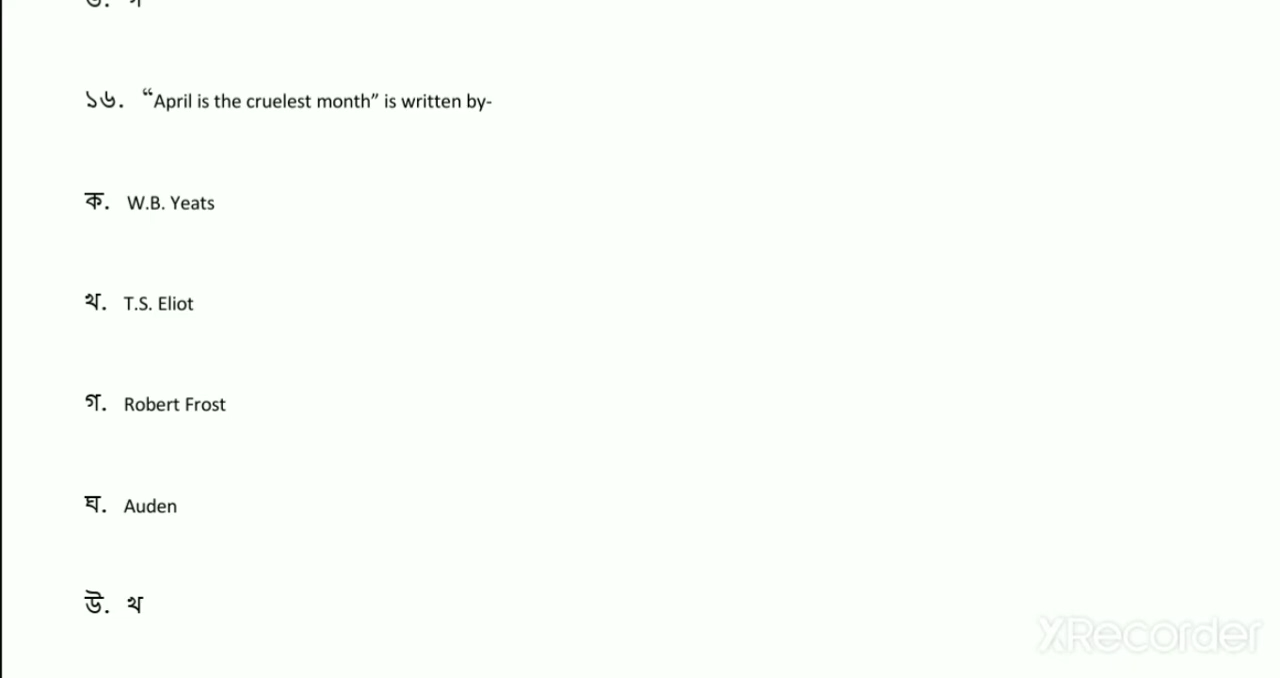 ১৬. “April is the cruelest month” is written by-
ক. W.B. Yeats
খ. T.S. Eliot
গ. Robert Frost
ঘ. Auden
উ. খ
XRecorder